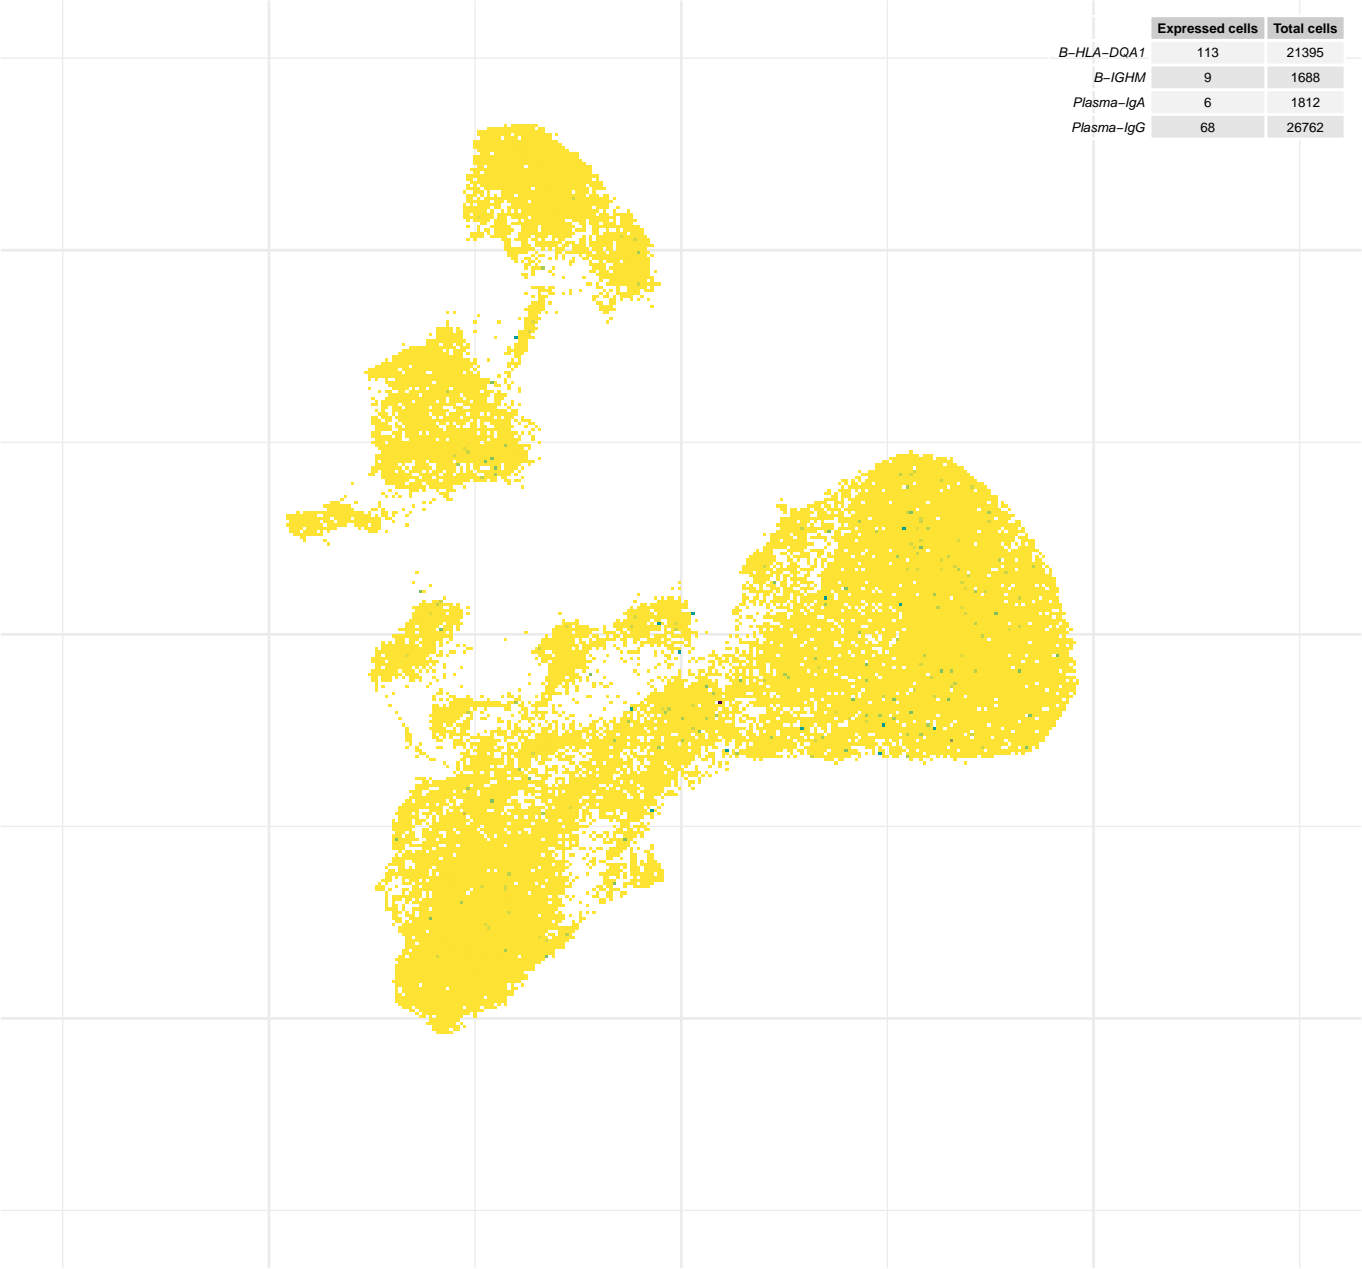 Expressed cells Total cells
B−HLA−DQA1 113 21395
B−IGHM 9 1688
Plasma−IgA 6 1812
Plasma−IgG 68 26762